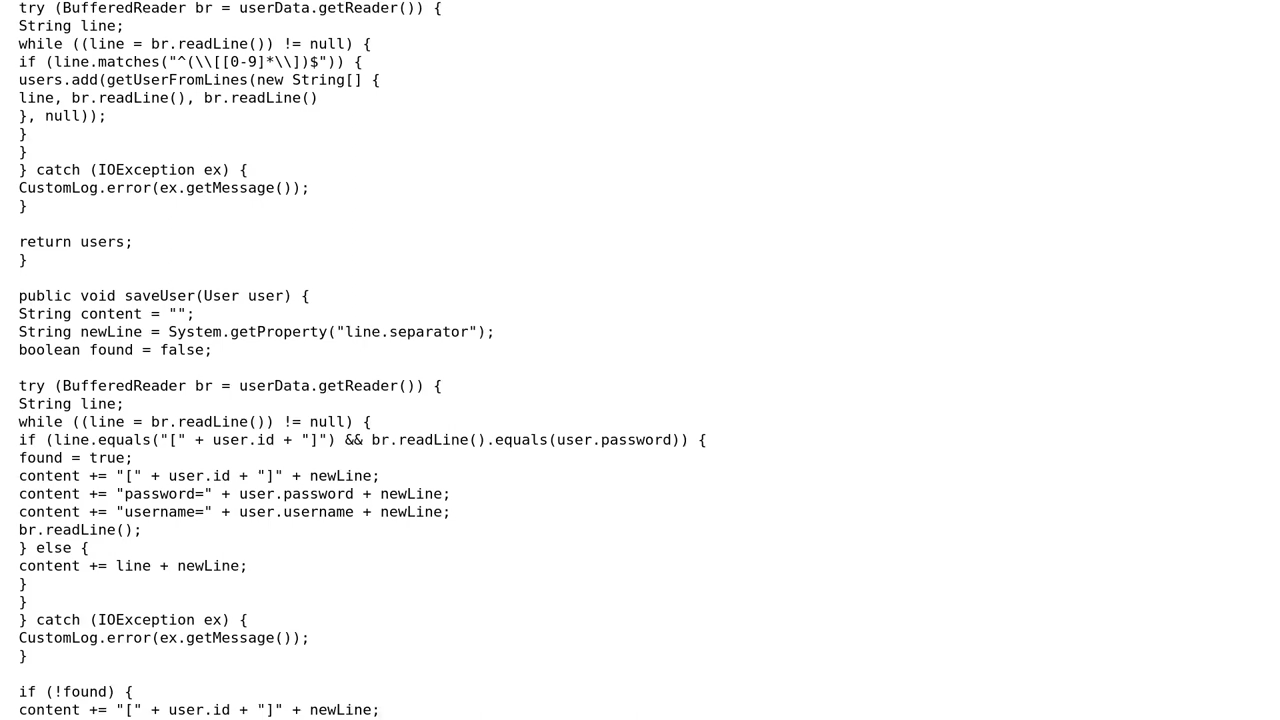 try (BufferedReader br = userData.getReader()) {
String line;
while ((line = br.readLine()) != null) {
if (line.matches("^(\\[[0-9]*\\])$")) {
users.add(getUserFromLines(new String[] {
line, br.readLine(), br.readLine()
}, null));
}
}
} catch (IOException ex) {
CustomLog.error(ex.getMessage());
}

return users;
}

public void saveUser(User user) {
String content = "";
String newLine = System.getProperty("line.separator");
boolean found = false;

try (BufferedReader br = userData.getReader()) {
String line;
while ((line = br.readLine()) != null) {
if (line.equals("[" + user.id + "]") && br.readLine().equals(user.password)) {
found = true;
content += "[" + user.id + "]" + newLine;
content += "password=" + user.password + newLine;
content += "username=" + user.username + newLine;
br.readLine();
} else {
content += line + newLine;
}
}
} catch (IOException ex) {
CustomLog.error(ex.getMessage());
}

if (!found) {
content += "[" + user.id + "]" + newLine;